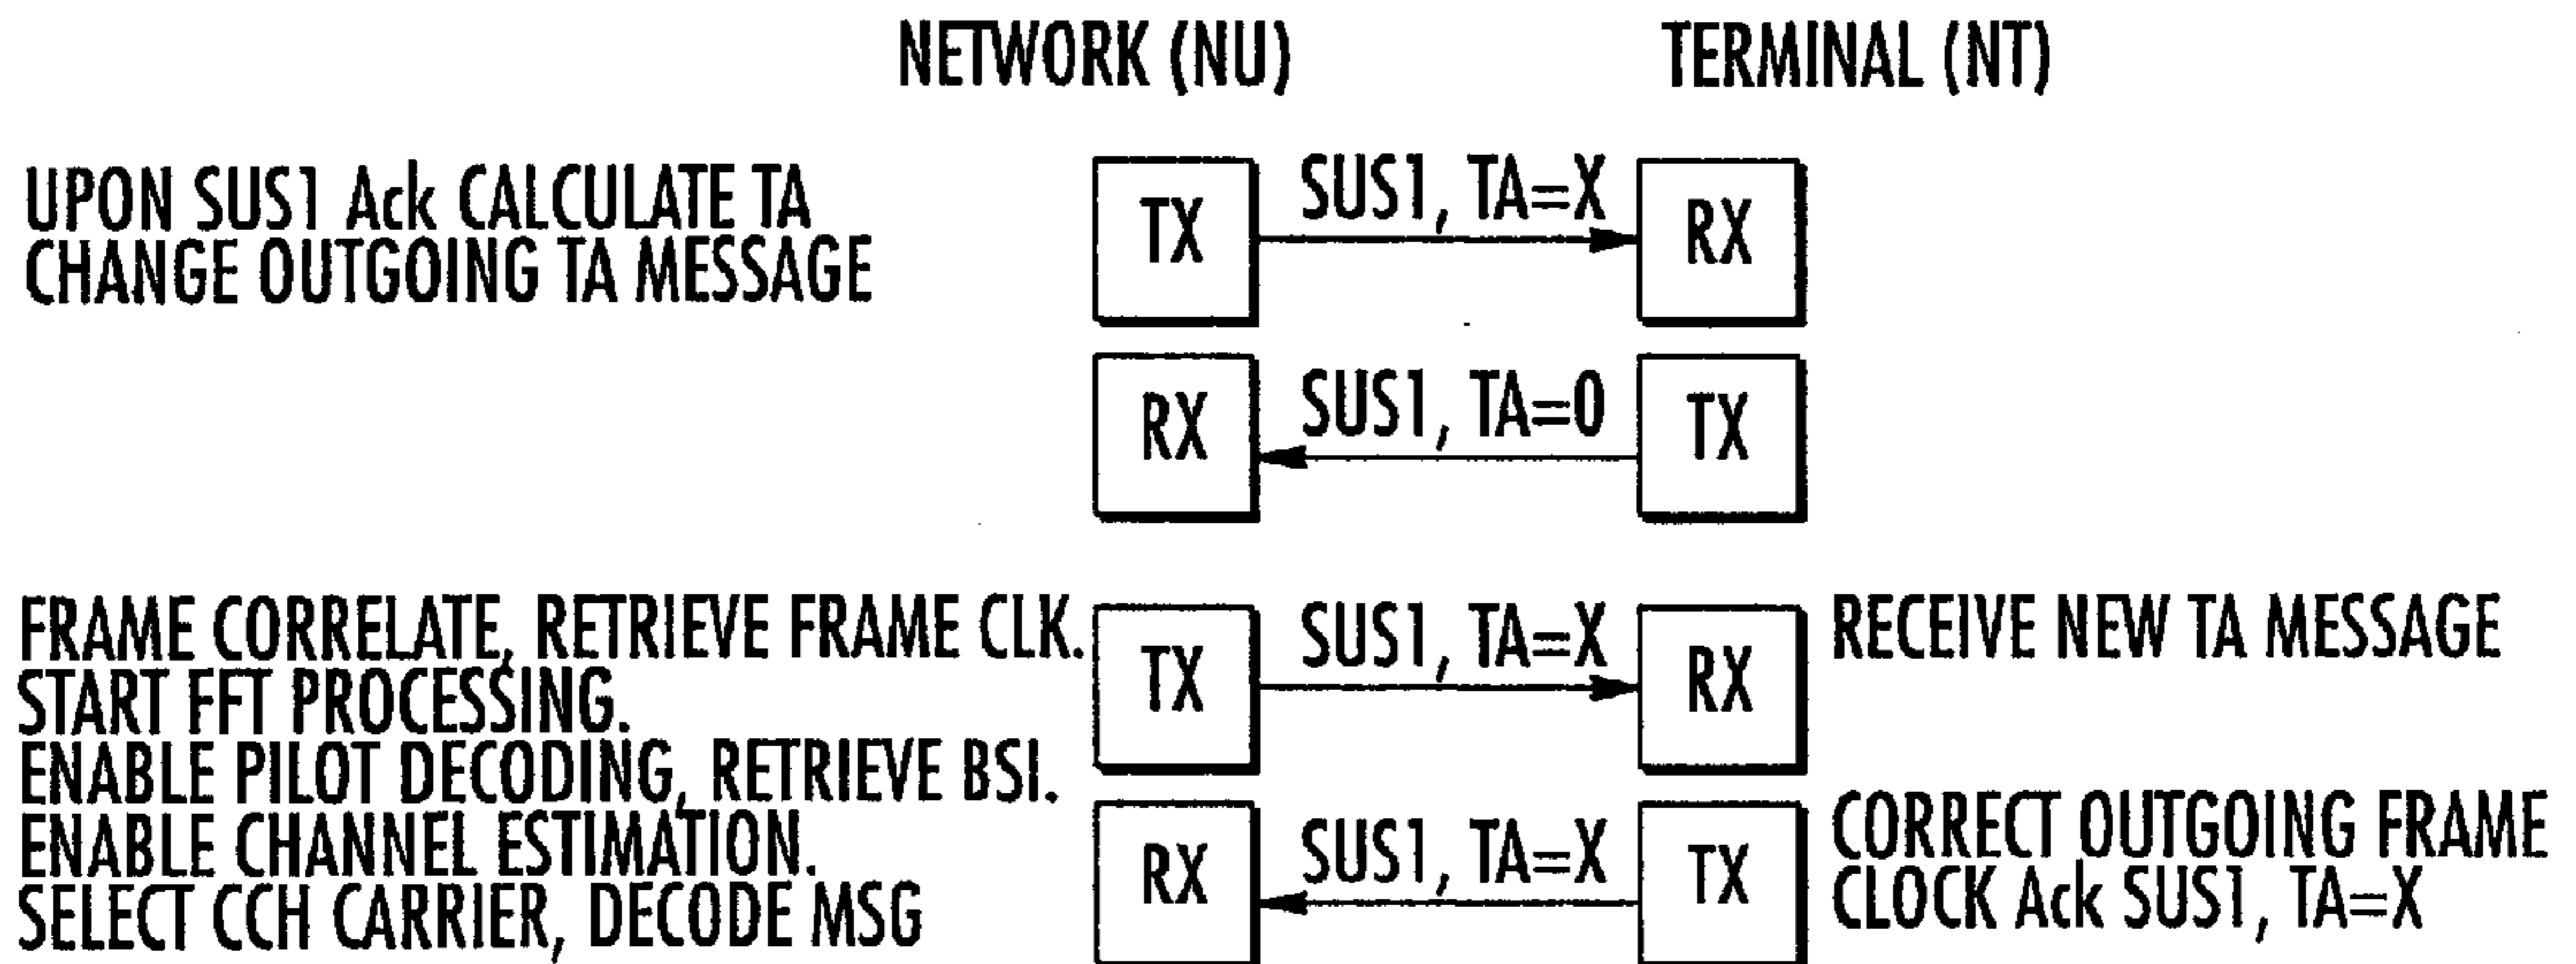 NETWORK (NU)
TERMINAL (NT)
UPON SUS1 Ack CALCULATE TA
CHANGE OUTGOING TA MESSAGE
TX
SUS1, TA=X
RX
RX
SUS1, TA=0
TX
FRAME CORRELATE, RETRIEVE FRAME CLK.
START FFT PROCESSING.
ENABLE PILOT DECODING, RETRIEVE BSI.
ENABLE CHANNEL ESTIMATION.
SELECT CCH CARRIER, DECODE MSG
TX
SUS1, TA=X
RX
RECEIVE NEW TA MESSAGE
RX
SUS1, TA=X
TX
CORRECT OUTGOING FRAME
CLOCK Ack SUS1, TA=X